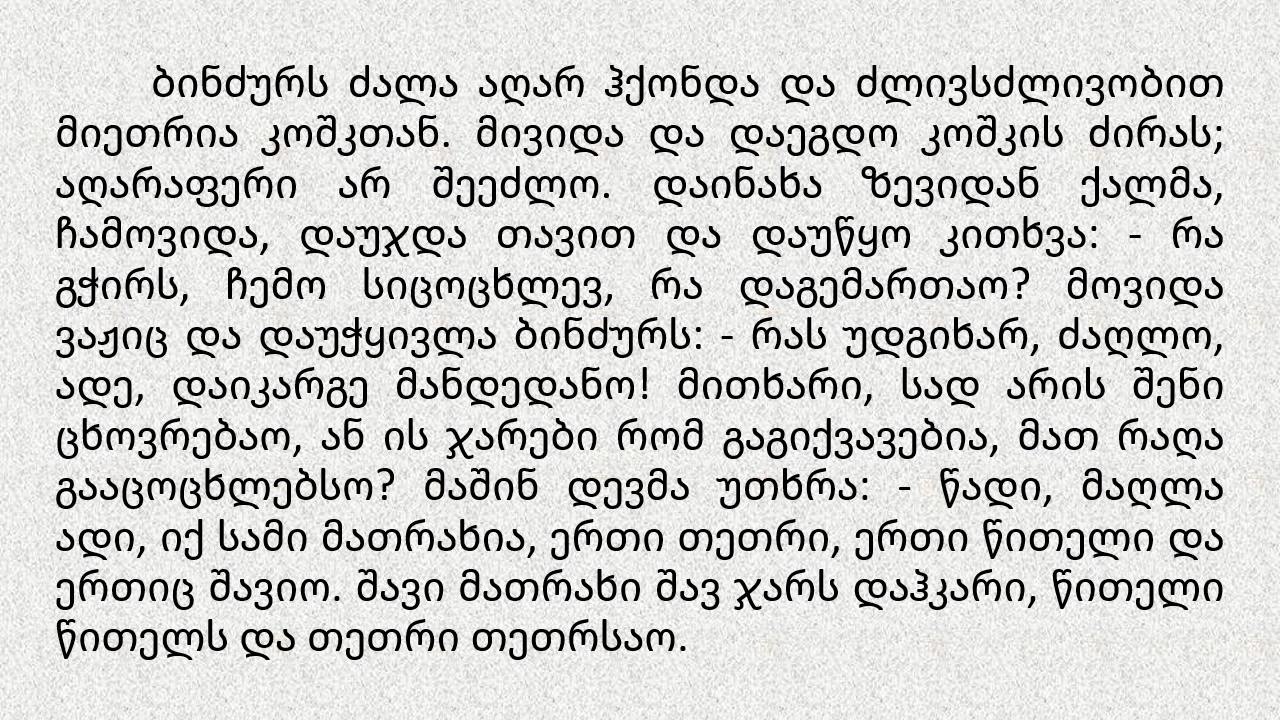 ბინძურს ძალა აღარ ჰქონდა და ძლივსძლივობით
მიეთრია კოშკთან. მივიდა და დაეგდო კოშკის ძირას;
აღარაფერი არ შეეძლო. დაინახა ზევიდან ქალმა,
ჩამოვიდა, დაუჯდა თავით და დაუწყო კითხვა: - რა
გჭირს, ჩემო სიცოცხლევ, რა დაგემართაო? მოვიდა
ვაჟიც და დაუჭყივლა ბინძურს: - რას უდგიხარ, ძაღლო,
ადე, დაიკარგე მანდედანო! მითხარი, სად არის შენი
ცხოვრებაო, ან ის ჯარები რომ გაგიქვავებია, მათ რაღა
გააცოცხლებსო? მაშინ დევმა უთხრა: - წადი, მაღლა
ადი, იქ სამი მათრახია, ერთი თეთრი, ერთი წითელი და
ერთიც შავიო. შავი მათრახი შავ ჯარს დაჰკარი, წითელი
წითელს და თეთრი თეთრსაო.